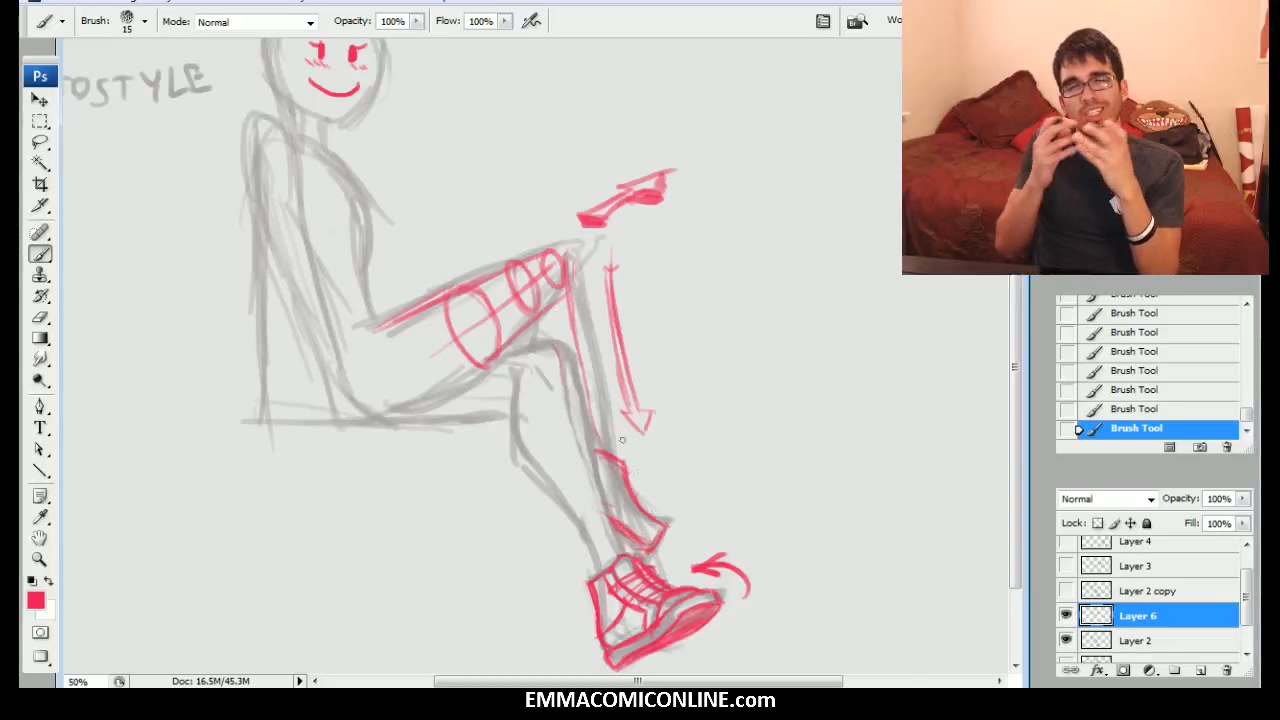 Brush: 15 Mode: Normal Opacity: 100% Flow: 100%
OSTYLE
Ps
Brush Tool
Brush Tool
Brush Tool
Brush Tool
Brush Tool
Brush Tool
Brush Tool
Normal Opacity: 100%
Lock: Fill: 100%
Layer 4
Layer 3
Layer 2 copy
Layer 6
Layer 2
50% Doc: 16.5M/45.3M
EMMACOMICONLINE.com